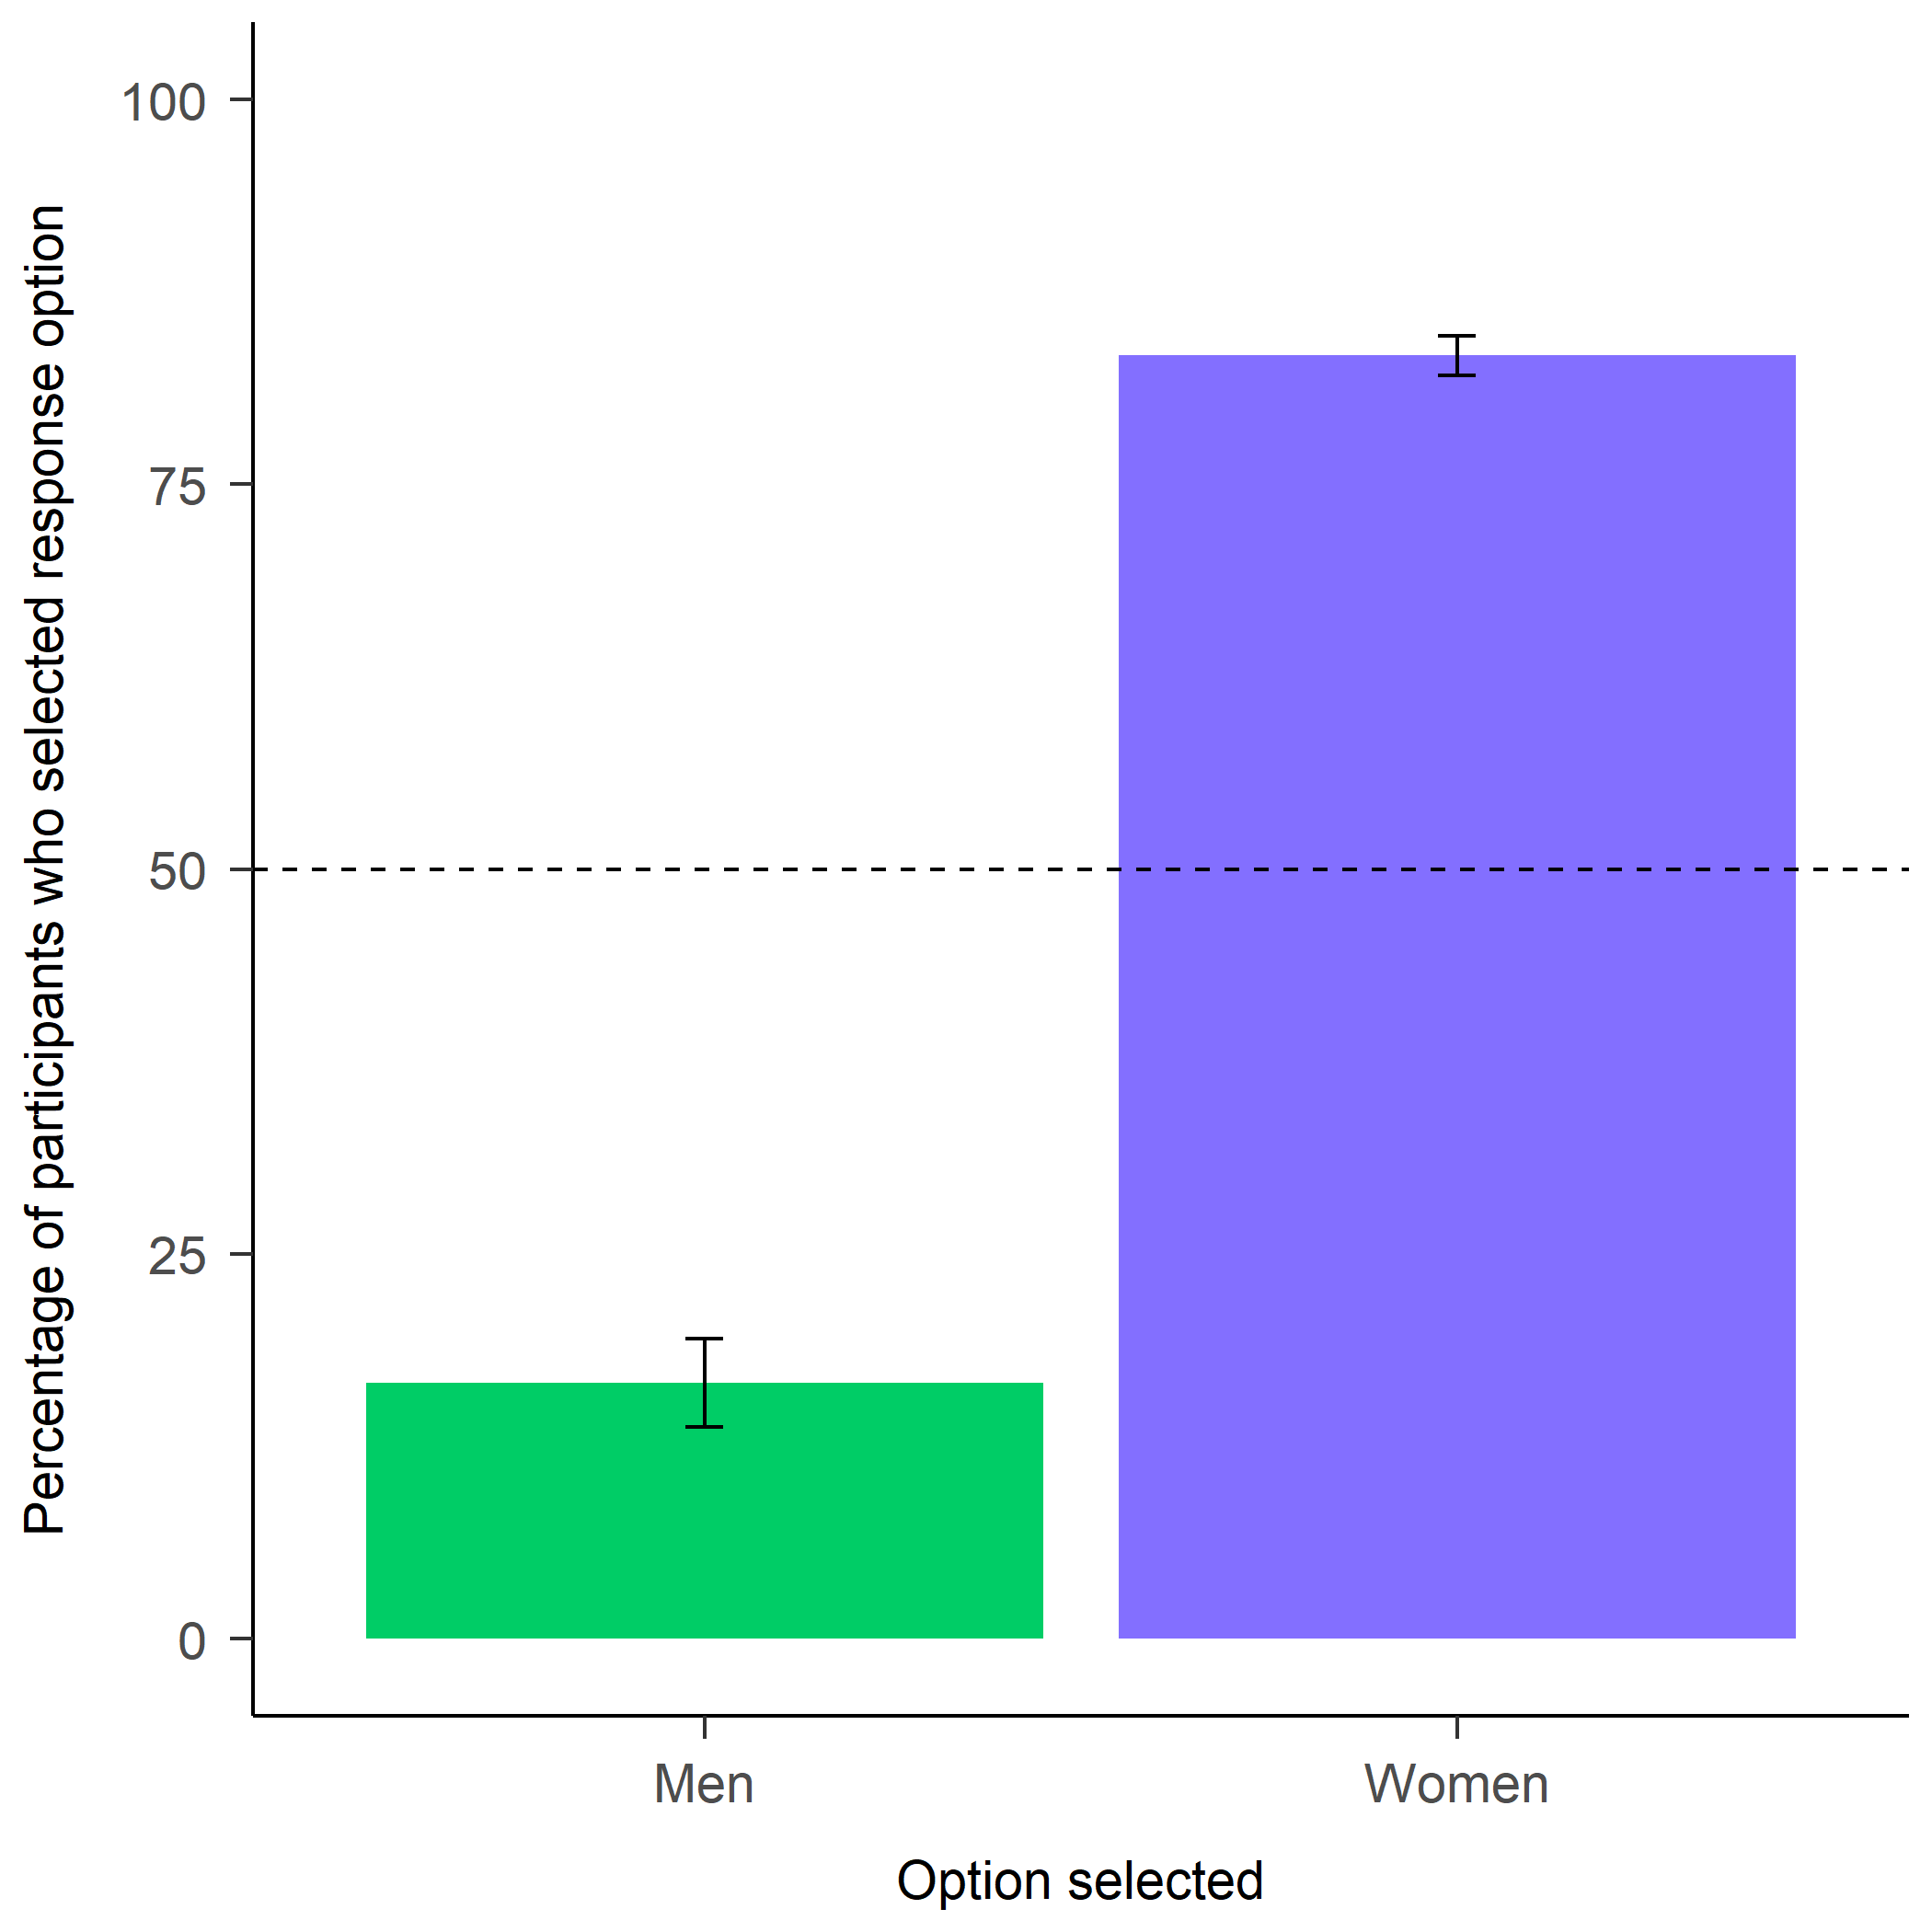 Percentage of participants who selected response option
100
75
50
25
0
Men
Women
Option selected